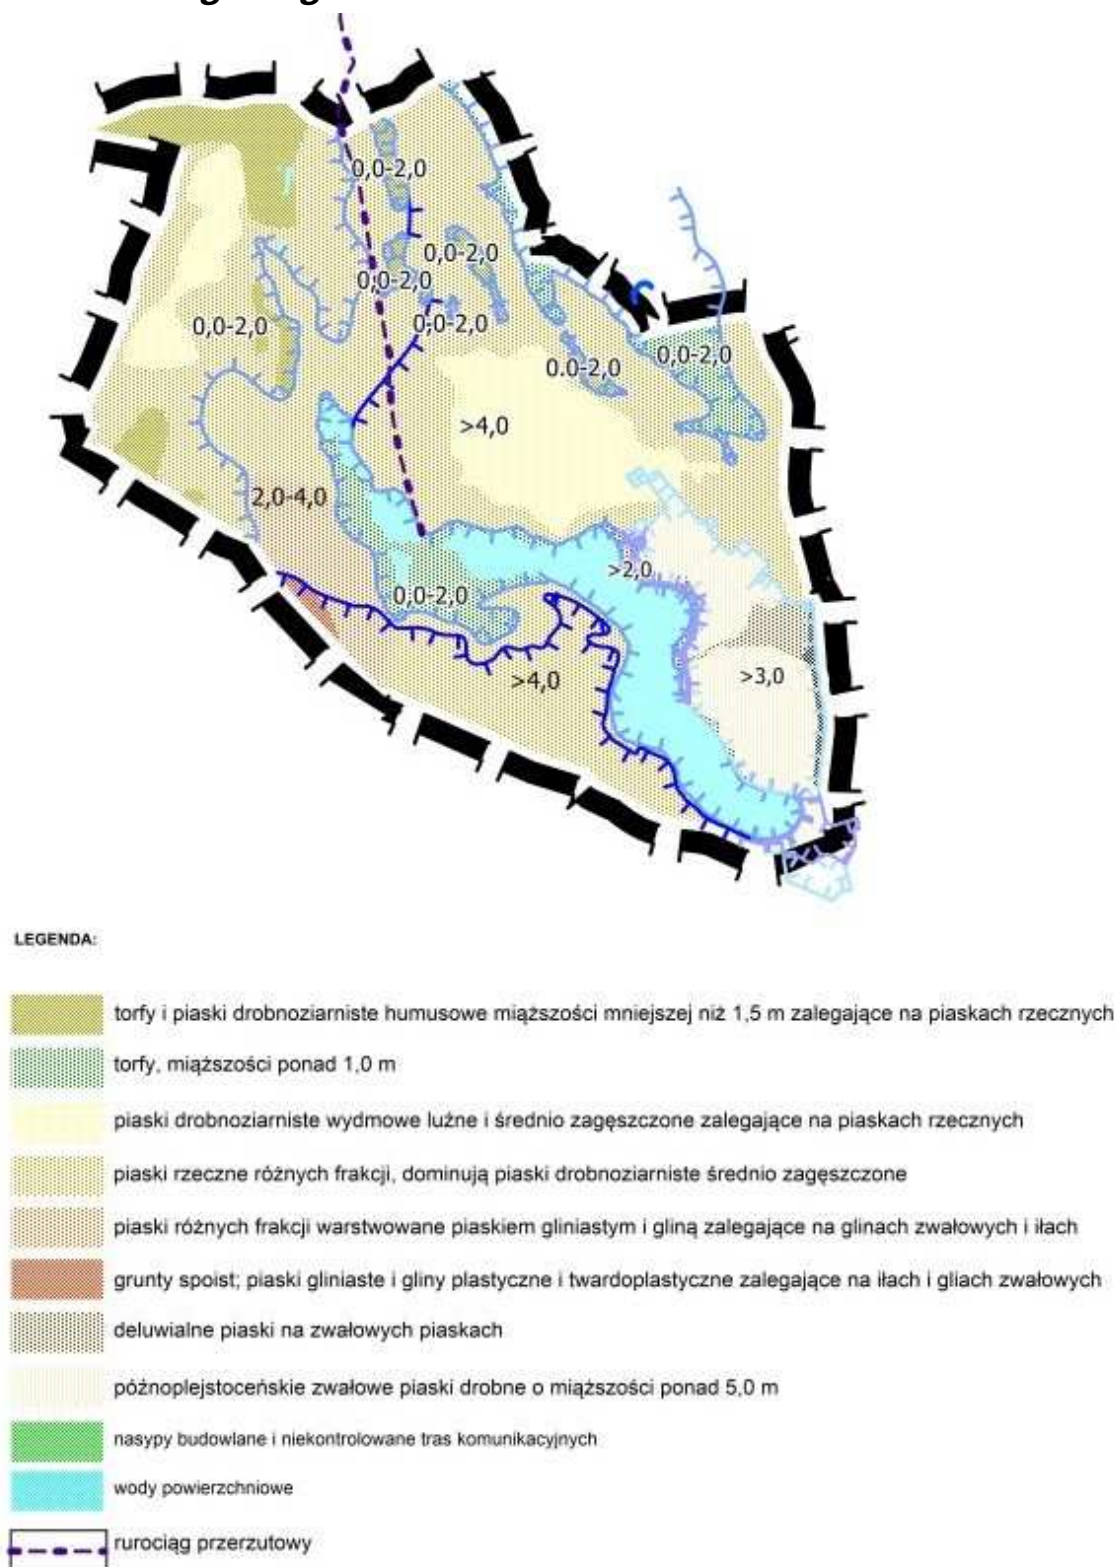 0,0-2,0
0,0-2,0
0,0-2,0
0,0-2,0
0,0-2,0
0.0-2,0
0,0-2,0
>4,0
2,0-4,0
>2,0
0,0-2,0
>4,0
>3,0
LEGENDA:
torfy i piaski drobnoziarniste humusowe miąższości mniejszej niż 1,5 m zalegające na piaskach rzecznych
torfy, miąższości ponad 1,0 m
piaski drobnoziarniste wydmowe luźne i średnio zagęszczone zalegające na piaskach rzecznych
piaski rzeczne różnych frakcji, dominują piaski drobnoziarniste średnio zagęszczone
piaski różnych frakcji warstwowane piaskiem gliniastym i gliną zalegające na glinach zwałowych i iłach
grunty spoist; piaski gliniaste i gliny plastyczne i twardoplastyczne zalegające na iłach i gliach zwałowych
deluwialne piaski na zwałowych piaskach
późnoplejstoceńskie zwałowe piaski drobne o miąższości ponad 5,0 m
nasypy budowlane i niekontrolowane tras komunikacyjnych
wody powierzchniowe
rurociąg przerzutowy